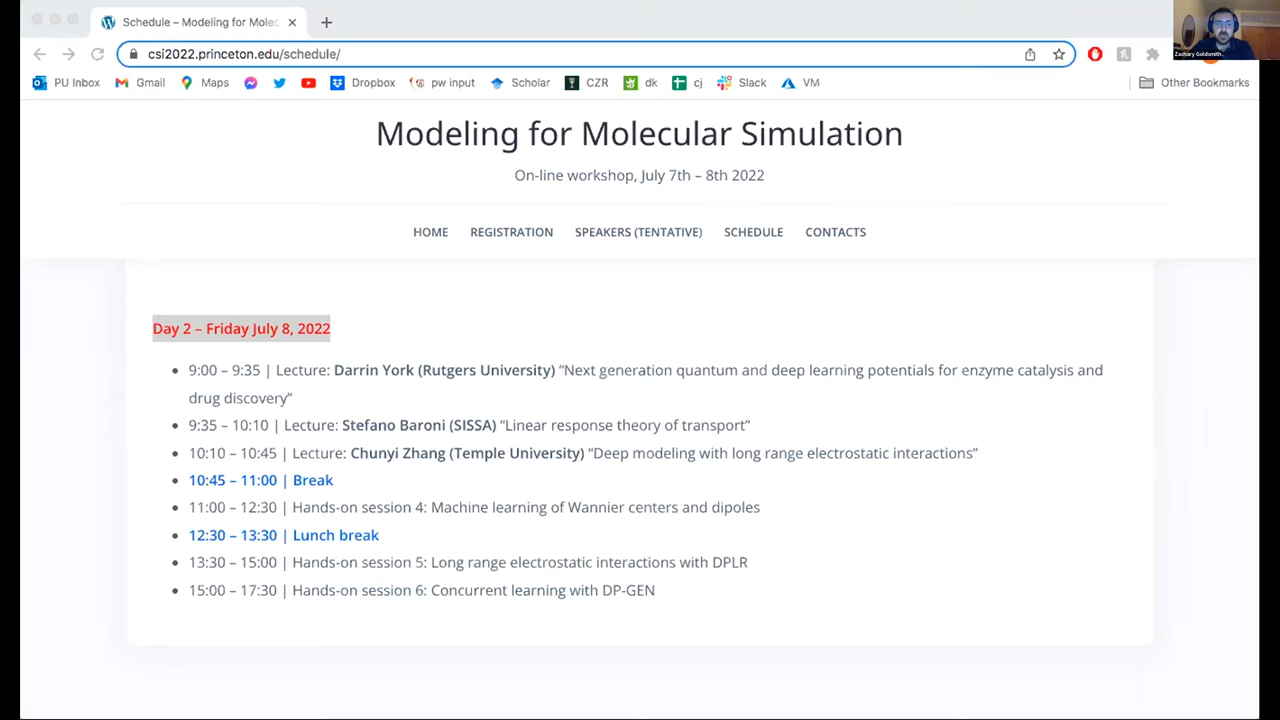 Schedule – Modeling for Molec
csi2022.princeton.edu/schedule/
Zachary Goldsmith
PU Inbox Gmail Maps Dropbox pw input Scholar CZR dk cj Slack VM Other Bookmarks
Modeling for Molecular Simulation
On-line workshop, July 7th – 8th 2022
HOME REGISTRATION SPEAKERS (TENTATIVE) SCHEDULE CONTACTS
Day 2 – Friday July 8, 2022
9:00 – 9:35 | Lecture: Darrin York (Rutgers University) “Next generation quantum and deep learning potentials for enzyme catalysis and
drug discovery”
9:35 – 10:10 | Lecture: Stefano Baroni (SISSA) “Linear response theory of transport”
10:10 – 10:45 | Lecture: Chunyi Zhang (Temple University) “Deep modeling with long range electrostatic interactions”
10:45 – 11:00 | Break
11:00 – 12:30 | Hands-on session 4: Machine learning of Wannier centers and dipoles
12:30 – 13:30 | Lunch break
13:30 – 15:00 | Hands-on session 5: Long range electrostatic interactions with DPLR
15:00 – 17:30 | Hands-on session 6: Concurrent learning with DP-GEN